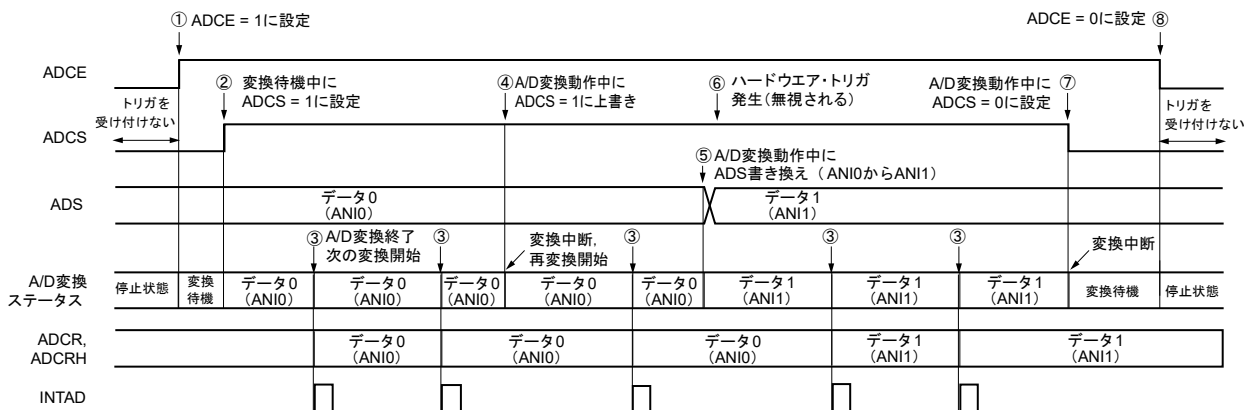 ① ADCE = 1に設定
ADCE = 0に設定 ⑧
ADCE
② 変換待機中に
ADCS = 1に設定
④ A/D変換動作中に
ADCS = 1に上書き
⑥ ハードウエア・トリガ
発生(無視される)
A/D変換動作中に ⑦
ADCS = 0に設定
トリガを
受け付けない
トリガを
受け付けない
ADCS
⑤ A/D変換動作中に
ADS書き換え(ANI0からANI1)
ADS
データ0
(ANI0)
データ1
(ANI1)
③ A/D変換終了
次の変換開始
③
変換中断,
再変換開始
③
③
③
変換中断
A/D変換
ステータス
停止状態
変換
待機
データ0
(ANI0)
データ0
(ANI0)
データ0
(ANI0)
データ0
(ANI0)
データ0
(ANI0)
データ1
(ANI1)
データ1
(ANI1)
データ1
(ANI1)
変換待機
停止状態
ADCR,
ADCRH
データ0
(ANI0)
データ0
(ANI0)
データ0
(ANI0)
データ1
(ANI1)
データ1
(ANI1)
INTAD